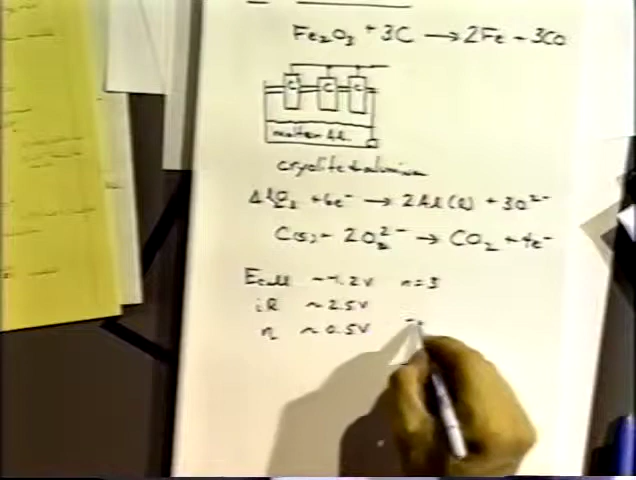 Fe₂O₃ + 3C → 2Fe + 3CO
C C C
molten Al.
cryolite + alumina
Al₂O₃ + 6e⁻ → 2Al(l) + 3O²⁻
C(s) + 2O₂²⁻ → CO₂ + 4e⁻
Ecell ~ -1.2V n=3
iR ~ 2.5V
η ~ 0.5V